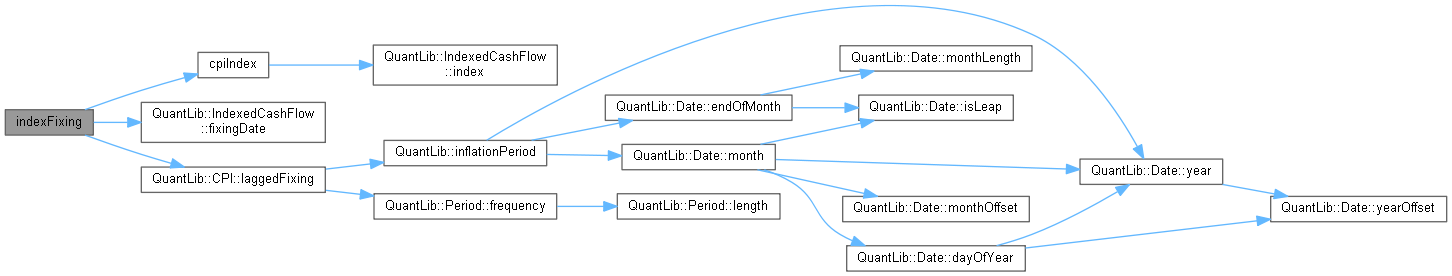 indexFixing
cpiIndex
QuantLib::IndexedCashFlow
::index
QuantLib::IndexedCashFlow
::fixingDate
QuantLib::CPI::laggedFixing
QuantLib::inflationPeriod
QuantLib::Period::frequency
QuantLib::Date::endOfMonth
QuantLib::Date::month
QuantLib::Period::length
QuantLib::Date::monthLength
QuantLib::Date::isLeap
QuantLib::Date::monthOffset
QuantLib::Date::dayOfYear
QuantLib::Date::year
QuantLib::Date::yearOffset